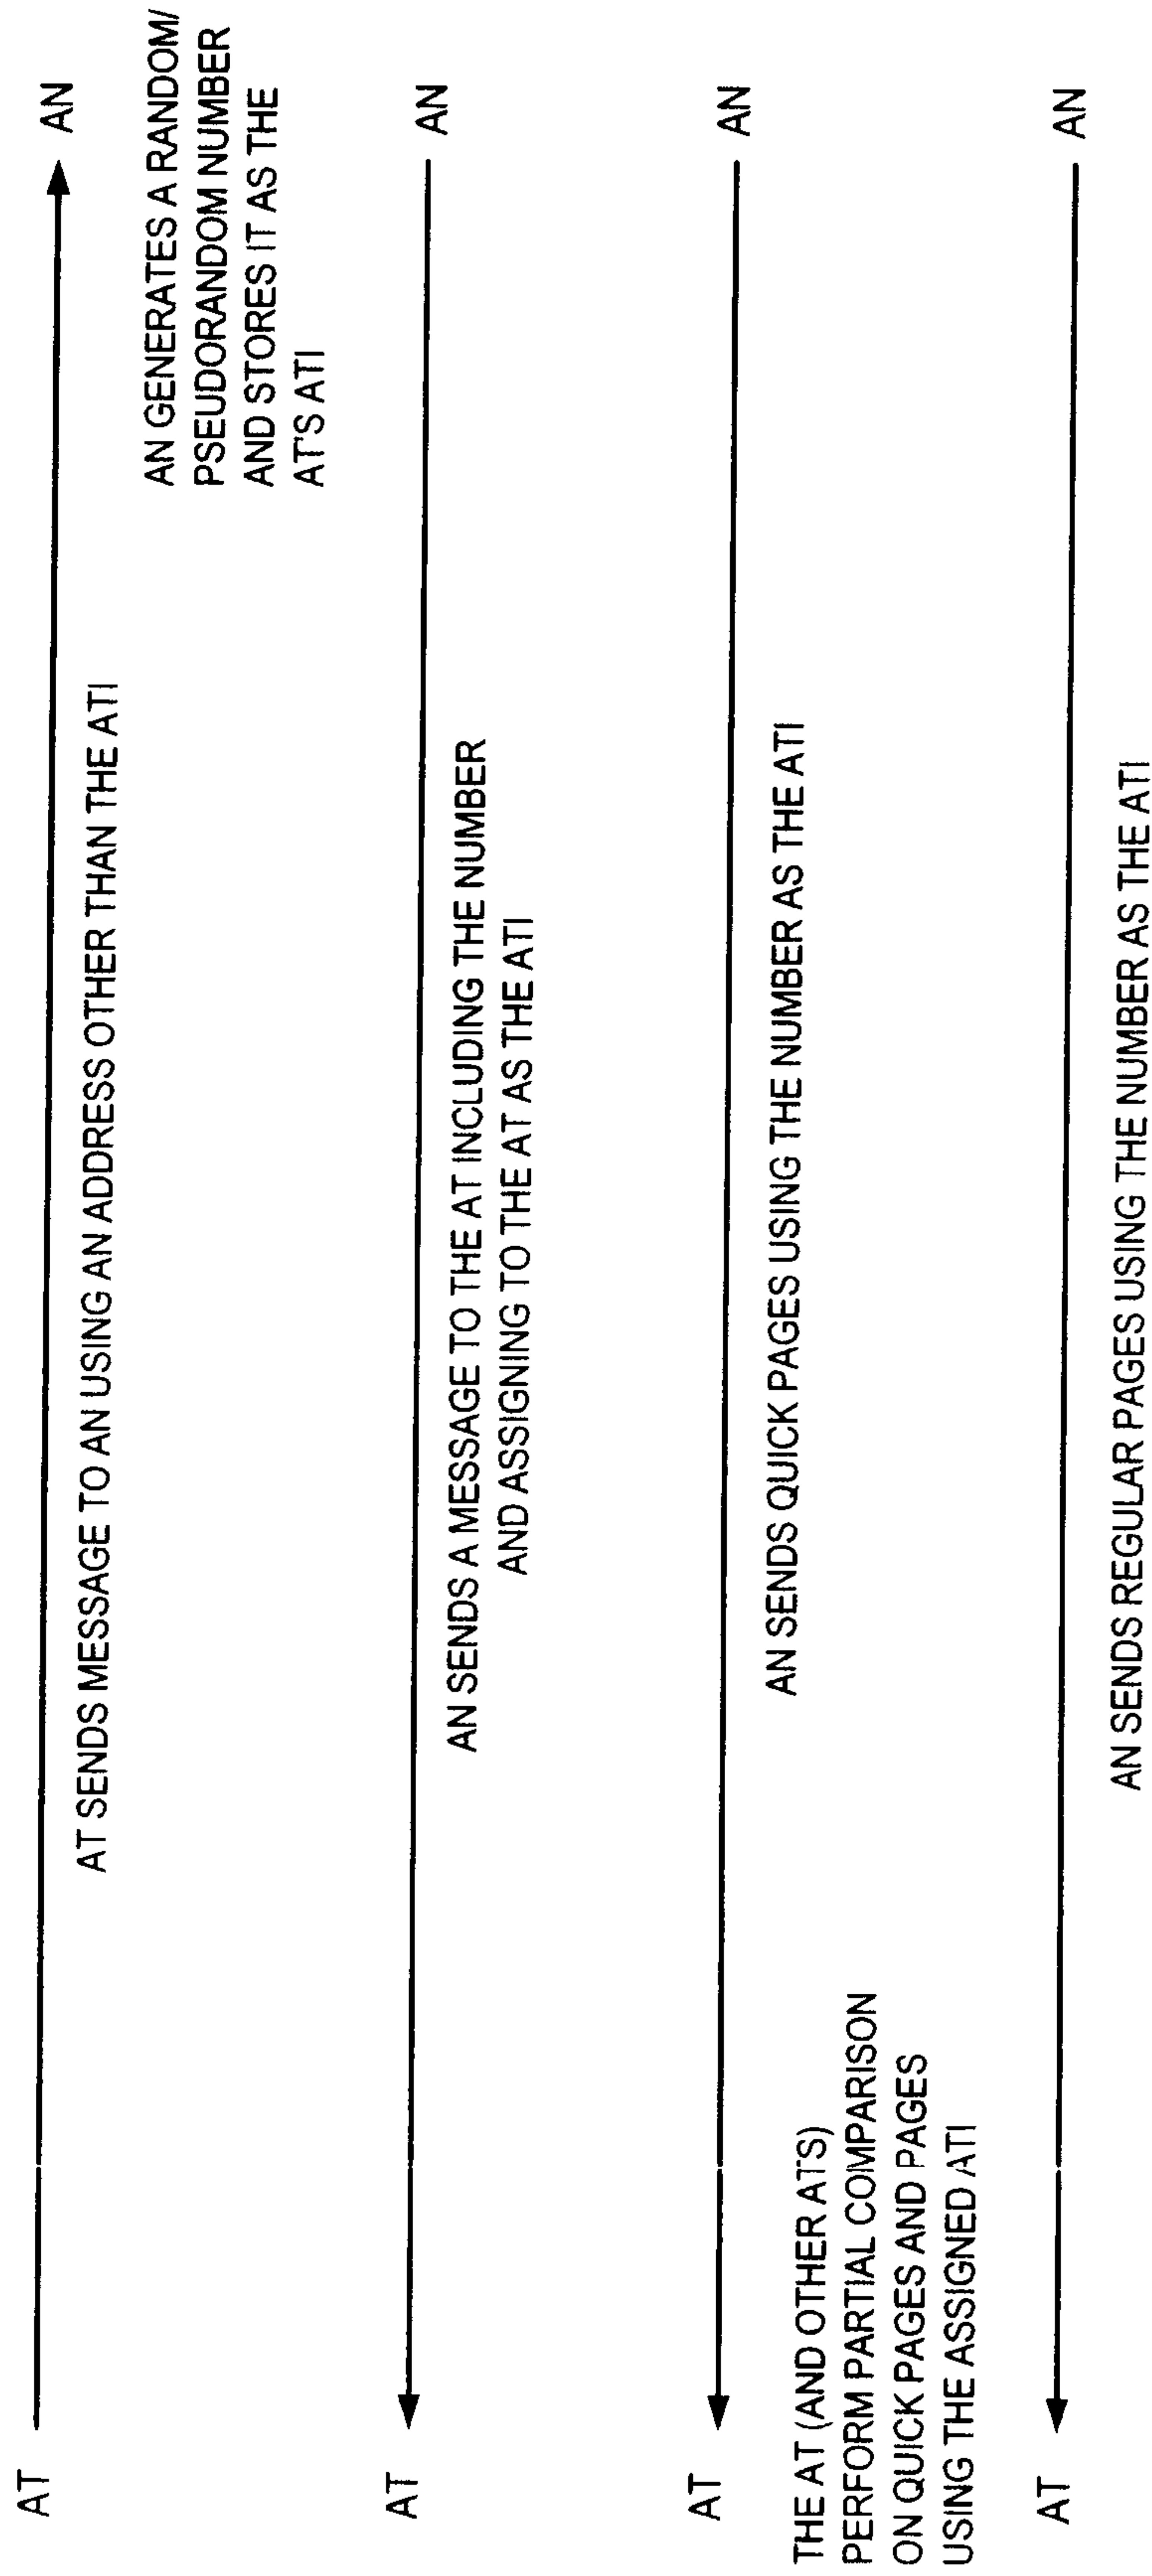 AT
AN
AT SENDS MESSAGE TO AN USING AN ADDRESS OTHER THAN THE ATI
AN GENERATES A RANDOM/
PSEUDORANDOM NUMBER
AND STORES IT AS THE
AT'S ATI
AT
AN
AN SENDS A MESSAGE TO THE AT INCLUDING THE NUMBER
AND ASSIGNING TO THE AT AS THE ATI
AT
AN
AN SENDS QUICK PAGES USING THE NUMBER AS THE ATI
THE AT (AND OTHER ATS)
PERFORM PARTIAL COMPARISON
ON QUICK PAGES AND PAGES
USING THE ASSIGNED ATI
AT
AN
AN SENDS REGULAR PAGES USING THE NUMBER AS THE ATI